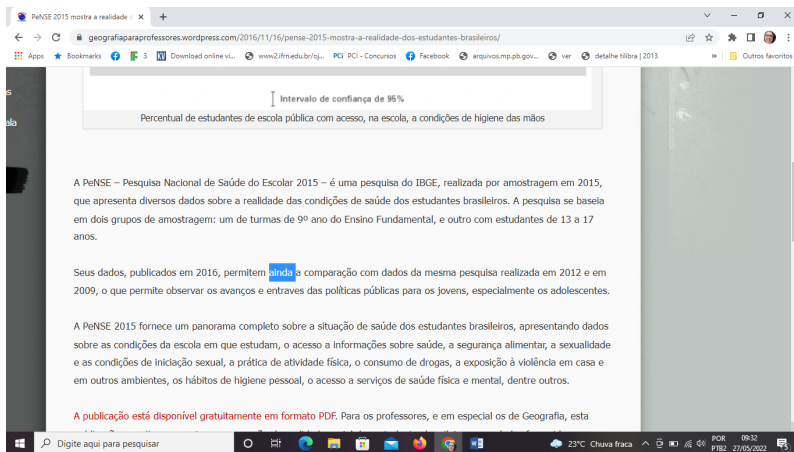 PeNSE 2015 mostra a realidade d
geografiaparaprofessores.wordpress.com/2016/11/16/pense-2015-mostra-a-realidade-dos-estudantes-brasileiros/
Apps Bookmarks 3 Download online vi... www2.ifrn.edu.br/oj... PCi PCI - Concursos Facebook arquivos.mp.pb.gov... ver detalhe tilibra | 2013 » Outros favoritos
Intervalo de confiança de 95%
as
Percentual de estudantes de escola pública com acesso, na escola, a condições de higiene das mãos
ala
A PeNSE – Pesquisa Nacional de Saúde do Escolar 2015 – é uma pesquisa do IBGE, realizada por amostragem em 2015,
que apresenta diversos dados sobre a realidade das condições de saúde dos estudantes brasileiros. A pesquisa se baseia
em dois grupos de amostragem: um de turmas de 9º ano do Ensino Fundamental, e outro com estudantes de 13 a 17
anos.
Seus dados, publicados em 2016, permitem ainda a comparação com dados da mesma pesquisa realizada em 2012 e em
2009, o que permite observar os avanços e entraves das políticas públicas para os jovens, especialmente os adolescentes.
A PeNSE 2015 fornece um panorama completo sobre a situação de saúde dos estudantes brasileiros, apresentando dados
sobre as condições da escola em que estudam, o acesso a informações sobre saúde, a segurança alimentar, a sexualidade
e as condições de iniciação sexual, a prática de atividade física, o consumo de drogas, a exposição à violência em casa e
em outros ambientes, os hábitos de higiene pessoal, o acesso a serviços de saúde física e mental, dentre outros.
A publicação está disponível gratuitamente em formato PDF. Para os professores, e em especial os de Geografia, esta
Digite aqui para pesquisar 23°C Chuva fraca POR 09:32
PTB2 27/05/2022